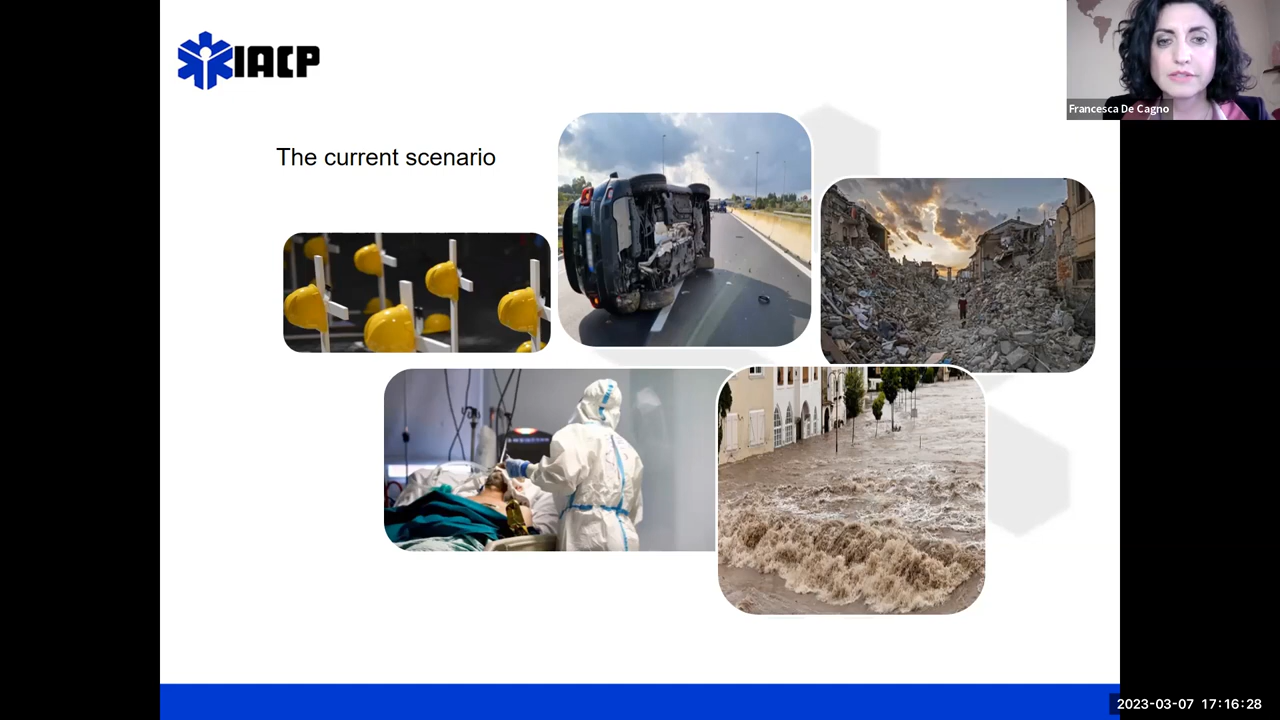 IACP
The current scenario
Francesca De Cagno
2023-03-07 17:16:28